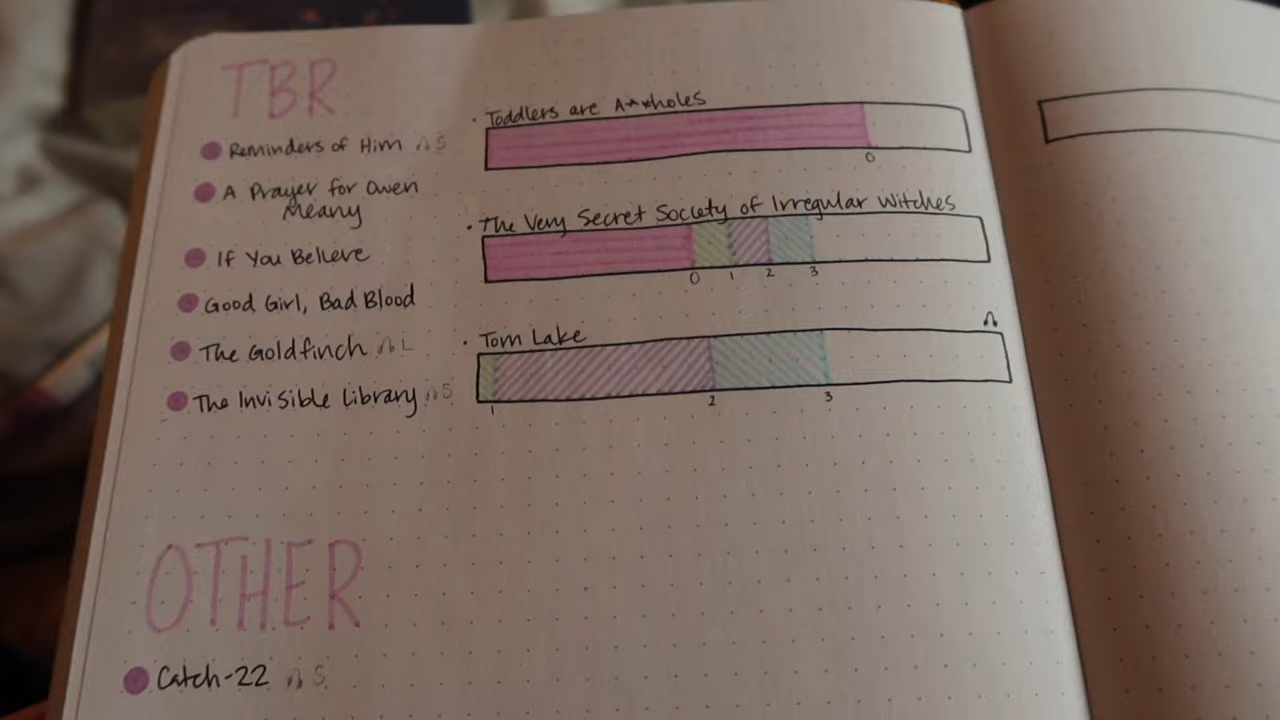 TBR
Reminders of Him S
A Prayer for Owen
Meany
If You Believe
Good Girl, Bad Blood
The Goldfinch L
The Invisible Library S
OTHER
Catch-22 S
· Toddlers are A**holes
0
· The Very Secret Society of Irregular Witches
0 1 2 3
· Tom Lake
1 2 3